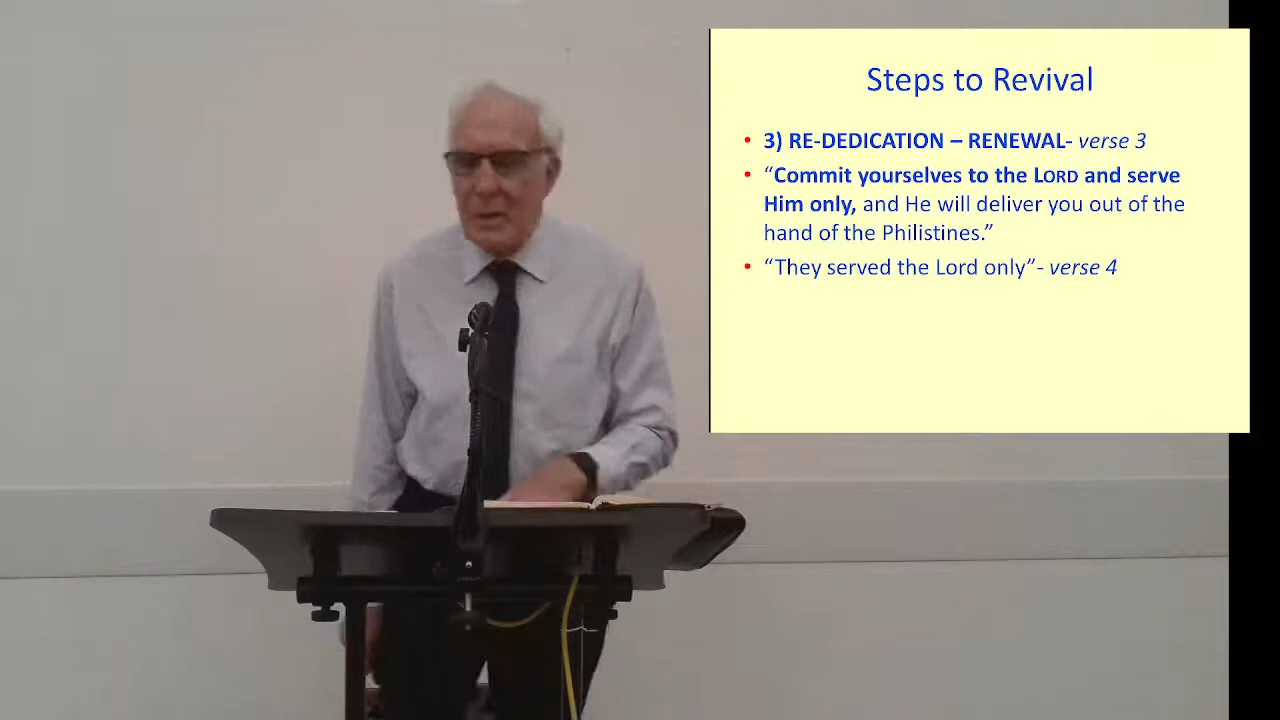 Steps to Revival
• 3) RE-DEDICATION – RENEWAL- verse 3
• “Commit yourselves to the LORD and serve
Him only, and He will deliver you out of the
hand of the Philistines.”
• “They served the Lord only”- verse 4